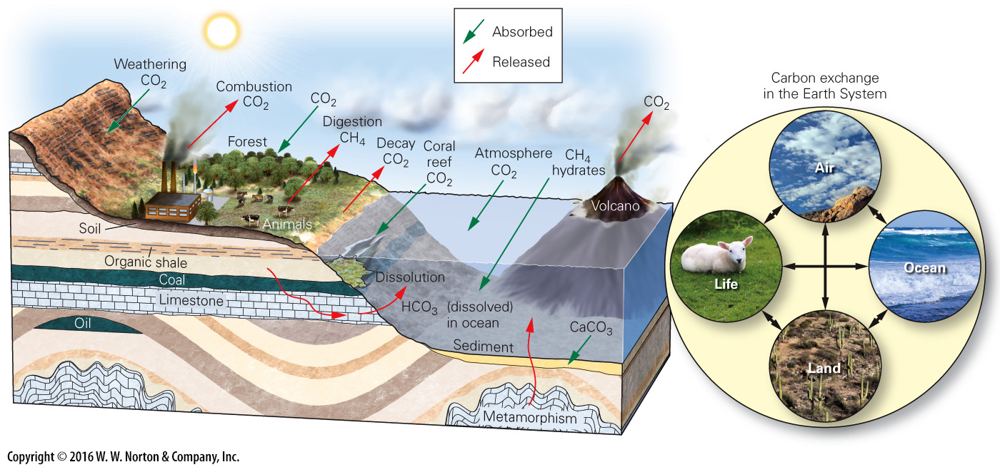 Absorbed
Released
Weathering
CO₂
Combustion
CO₂
CO₂
Forest
Digestion
CH₄
Decay
CO₂
Coral
reef
CO₂
Atmosphere
CO₂
CH₄
hydrates
CO₂
Volcano
Animals
Soil
Organic shale
Coal
Limestone
Oil
Dissolution
HCO₃ (dissolved)
in ocean
CaCO₃
Sediment
Metamorphism
Carbon exchange
in the Earth System
Air
Life
Ocean
Land
Copyright © 2016 W. W. Norton & Company, Inc.